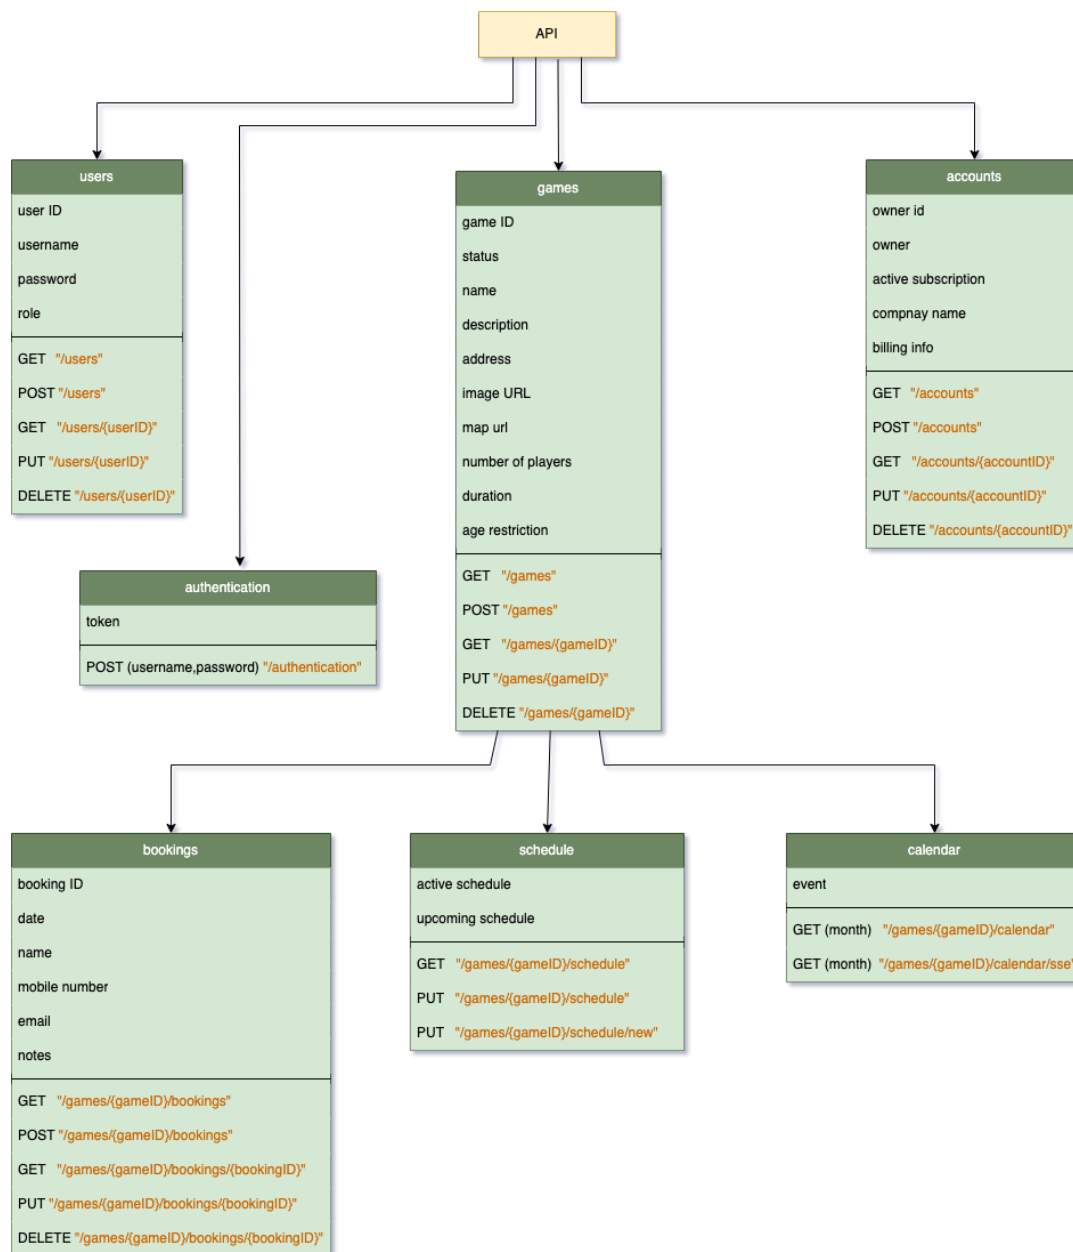 API
users
user ID
username
password
role
GET "/users"
POST "/users"
GET "/users/{userID}"
PUT "/users/{userID}"
DELETE "/users/{userID}"
authentication
token
POST (username,password) "/authentication"
games
game ID
status
name
description
address
image URL
map url
number of players
duration
age restriction
GET "/games"
POST "/games"
GET "/games/{gameID}"
PUT "/games/{gameID}"
DELETE "/games/{gameID}"
accounts
owner id
owner
active subscription
compnay name
billing info
GET "/accounts"
POST "/accounts"
GET "/accounts/{accountID}"
PUT "/accounts/{accountID}"
DELETE "/accounts/{accountID}"
bookings
booking ID
date
name
mobile number
email
notes
GET "/games/{gameID}/bookings"
POST "/games/{gameID}/bookings"
GET "/games/{gameID}/bookings/{bookingID}"
PUT "/games/{gameID}/bookings/{bookingID}"
DELETE "/games/{gameID}/bookings/{bookingID}"
schedule
active schedule
upcoming schedule
GET "/games/{gameID}/schedule"
PUT "/games/{gameID}/schedule"
PUT "/games/{gameID}/schedule/new"
calendar
event
GET (month) "/games/{gameID}/calendar"
GET (month) "/games/{gameID}/calendar/sse"